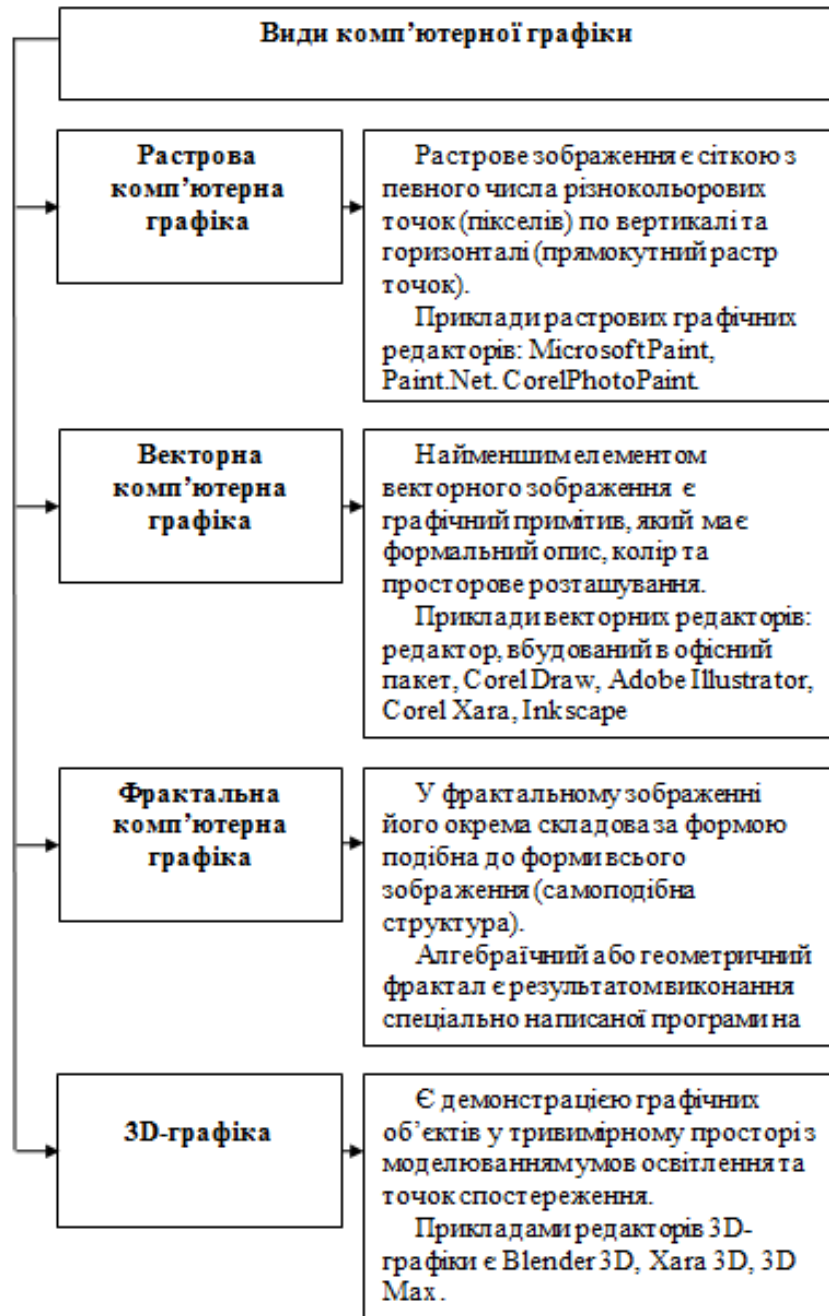 Види комп’ютерної графіки
Растрова
комп’ютерна
графіка
Растрове зображення є сіткою з
певного числа різнокольорових
точок (пікселів) по вертикалі та
горизонталі (прямокутний растр
точок).
Приклади растрових графічних
редакторів: Microsoft Paint,
Paint.Net. CorelPhotoPaint.
Векторна
комп’ютерна
графіка
Найменшим елементом
векторного зображення є
графічний примітив, який має
формальний опис, колір та
просторове розташування.
Приклади векторних редакторів:
редактор, вбудований в офісний
пакет, Corel Draw, Adobe Illustrator,
Corel Xara, Inkscape
Фрактальна
комп’ютерна
графіка
У фрактальному зображенні
його окрема складова за формою
подібна до форми всього
зображення (самоподібна
структура).
Алгебраїчний або геометричний
фрактал є результатом виконання
спеціально написаної програми на
3D-графіка
Є демонстрацією графічних
об’єктів у тривимірному просторі з
моделюванням умов освітлення та
точок спостереження.
Прикладами редакторів 3D-
графіки є Blender 3D, Xara 3D, 3D
Max.